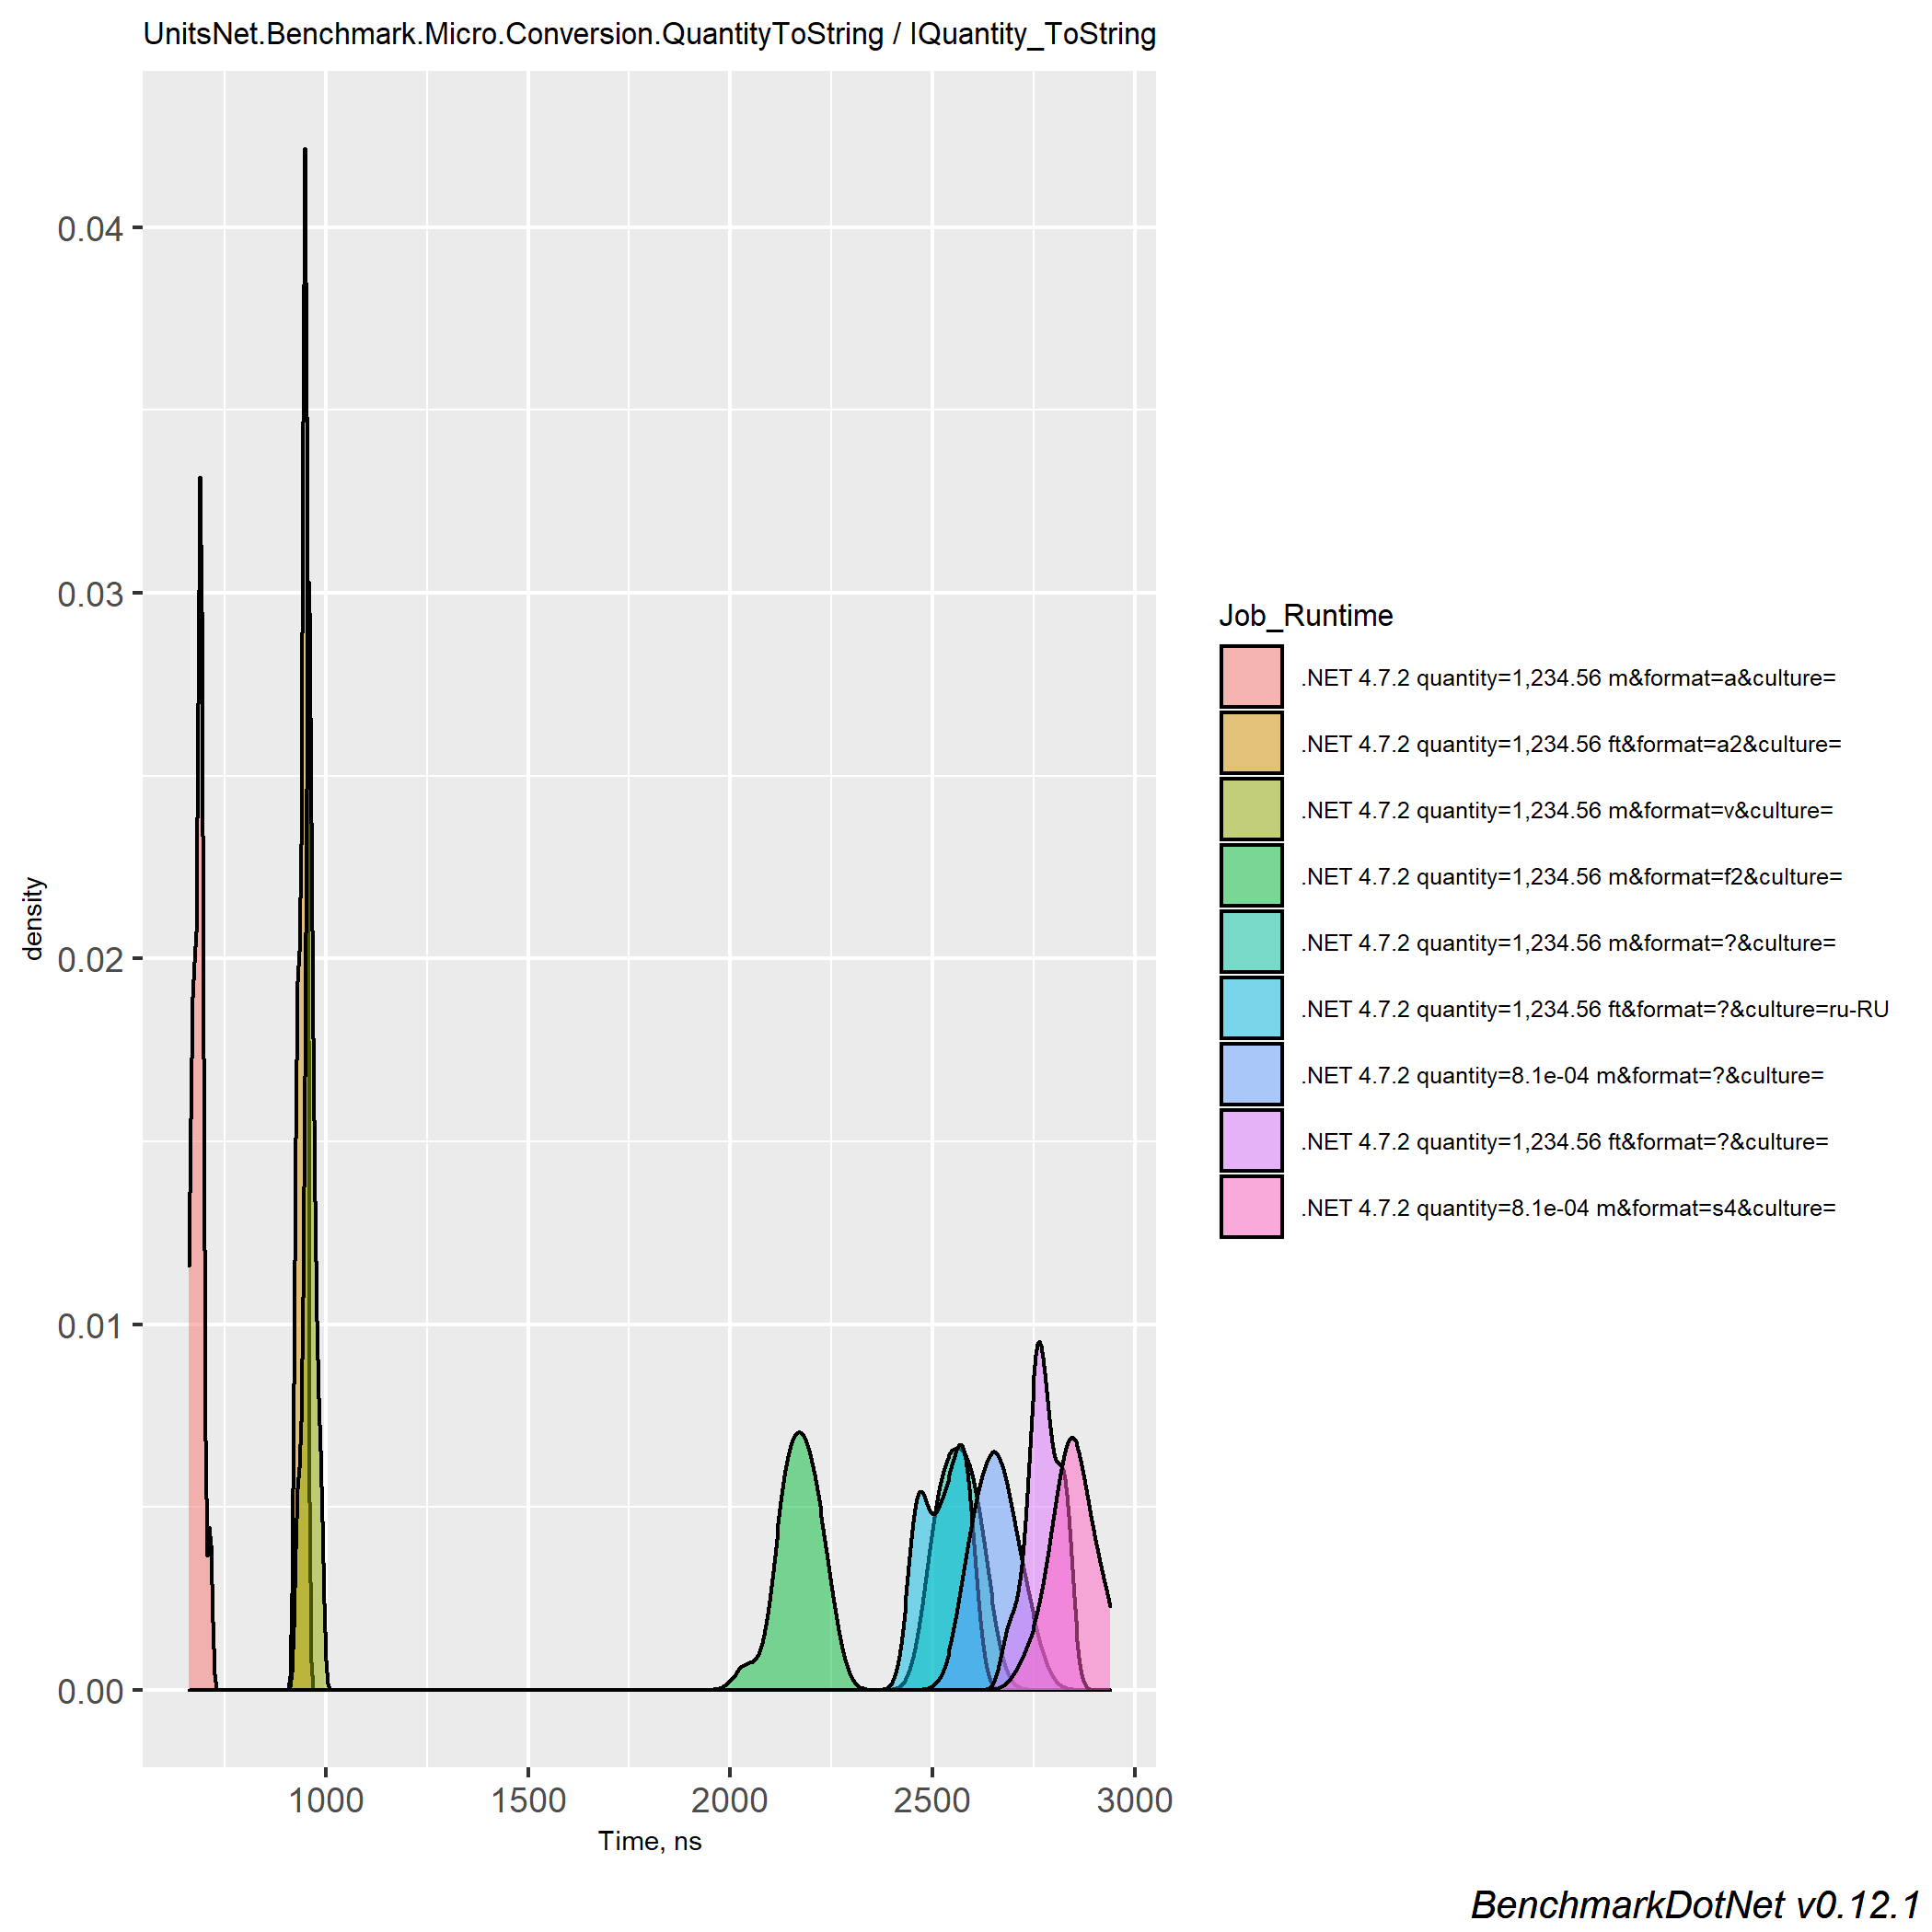 UnitsNet.Benchmark.Micro.Conversion.QuantityToString / IQuantity_ToString
0.04
0.03
0.02
0.01
0.00
density
1000 1500 2000 2500 3000
Time, ns
Job_Runtime
.NET 4.7.2 quantity=1,234.56 m&format=a&culture=
.NET 4.7.2 quantity=1,234.56 ft&format=a2&culture=
.NET 4.7.2 quantity=1,234.56 m&format=v&culture=
.NET 4.7.2 quantity=1,234.56 m&format=f2&culture=
.NET 4.7.2 quantity=1,234.56 m&format=?&culture=
.NET 4.7.2 quantity=1,234.56 ft&format=?&culture=ru-RU
.NET 4.7.2 quantity=8.1e-04 m&format=?&culture=
.NET 4.7.2 quantity=1,234.56 ft&format=?&culture=
.NET 4.7.2 quantity=8.1e-04 m&format=s4&culture=
BenchmarkDotNet v0.12.1